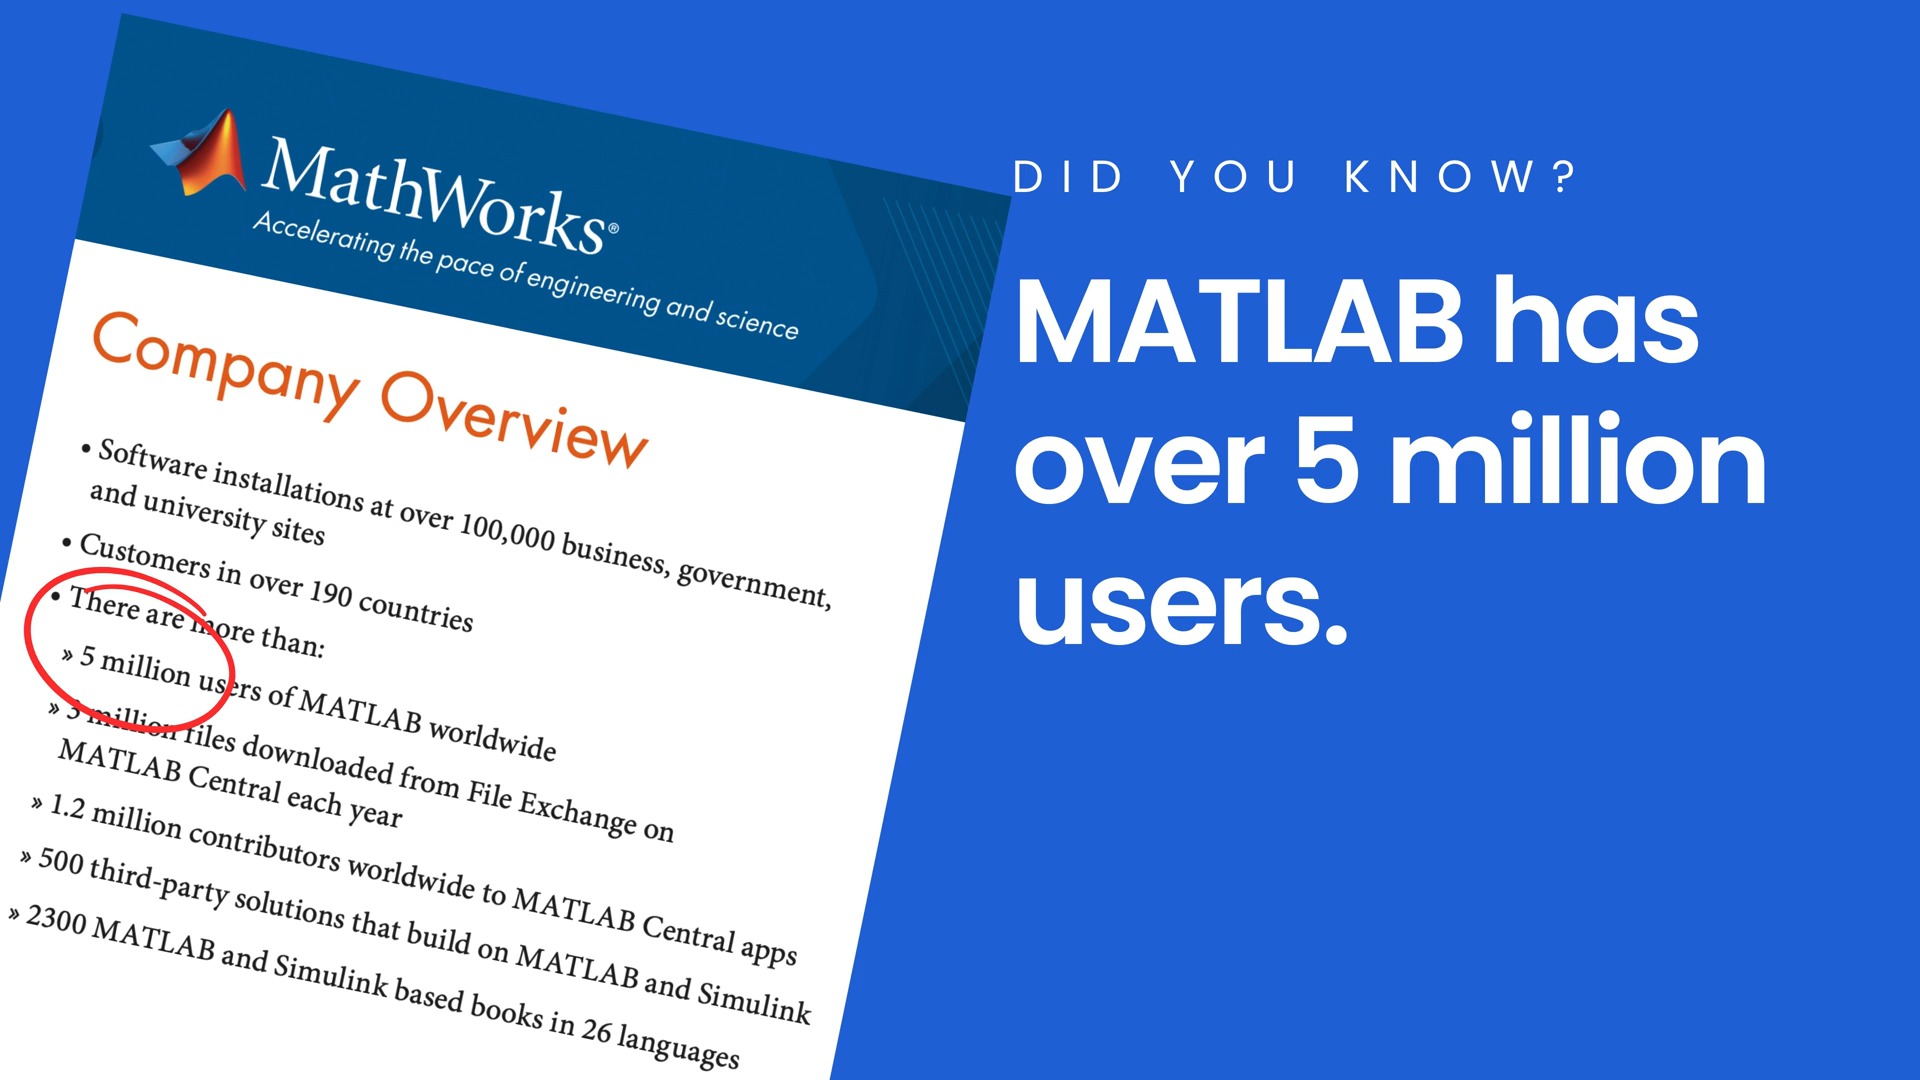 MathWorks®
Accelerating the pace of engineering and science
Company Overview
• Software installations at over 100,000 business, government,
and university sites
• Customers in over 190 countries
• There are more than:
» 5 million users of MATLAB worldwide
» 3 million files downloaded from File Exchange on
MATLAB Central each year
» 1.2 million contributors worldwide to MATLAB Central apps
» 500 third-party solutions that build on MATLAB and Simulink
» 2300 MATLAB and Simulink based books in 26 languages
DID YOU KNOW?
MATLAB has
over 5 million
users.